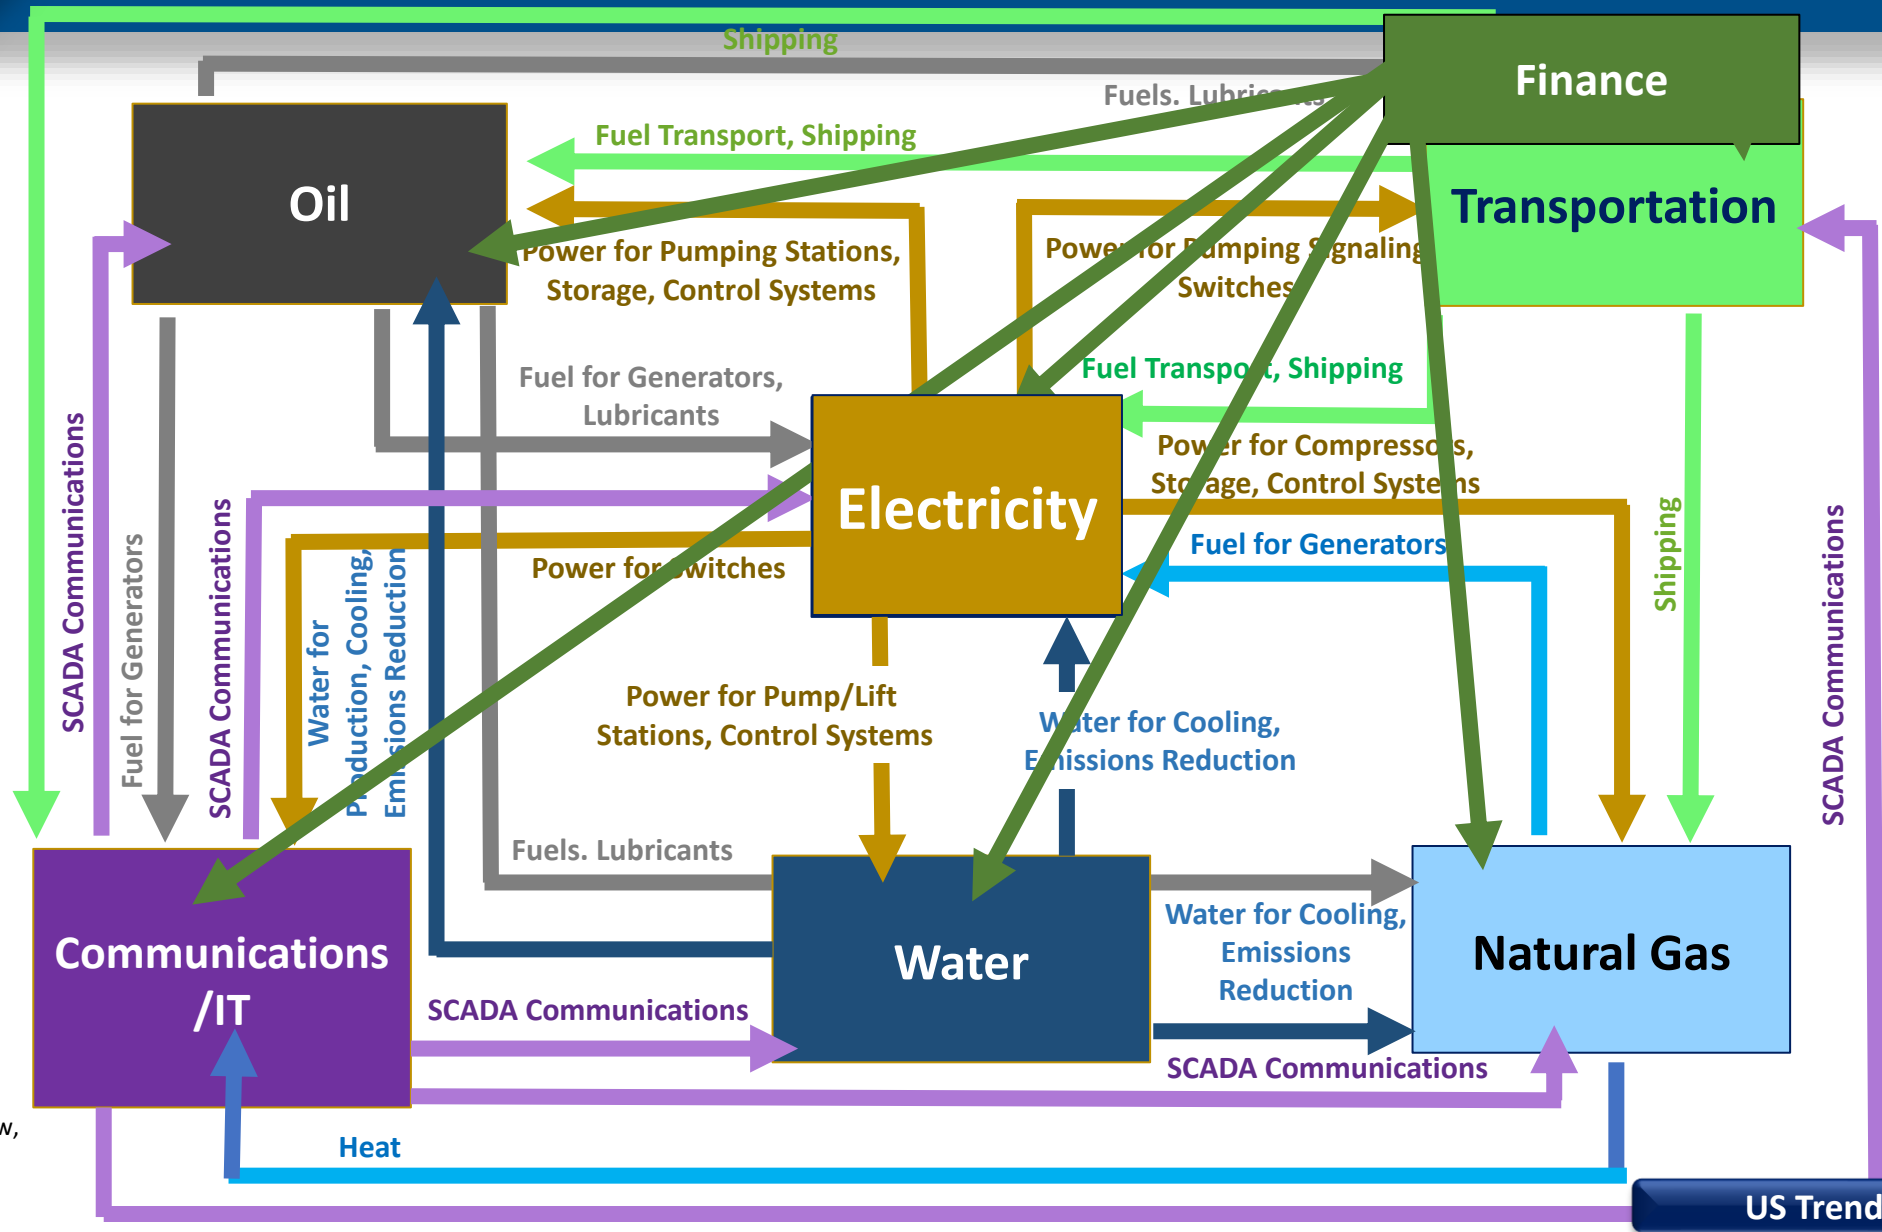 Shipping
Finance
Fuels. Lubricants
Fuel Transport, Shipping
Oil
Transportation
Power for Pumping Stations,
Storage, Control Systems
Power for Pumping Signaling
Switches
Fuel for Generators,
Lubricants
Fuel Transport, Shipping
Power for Compressors,
Storage, Control Systems
Electricity
SCADA Communications
Fuel for Generators
SCADA Communications
Water for
Production, Cooling,
Emissions Reduction
Power for Switches
Fuel for Generators
Shipping
SCADA Communications
Power for Pump/Lift
Stations, Control Systems
Water for Cooling,
Emissions Reduction
Fuels. Lubricants
Water for Cooling,
Emissions
Reduction
Communications
/IT
Water
Natural Gas
SCADA Communications
SCADA Communications
Heat
US Trend